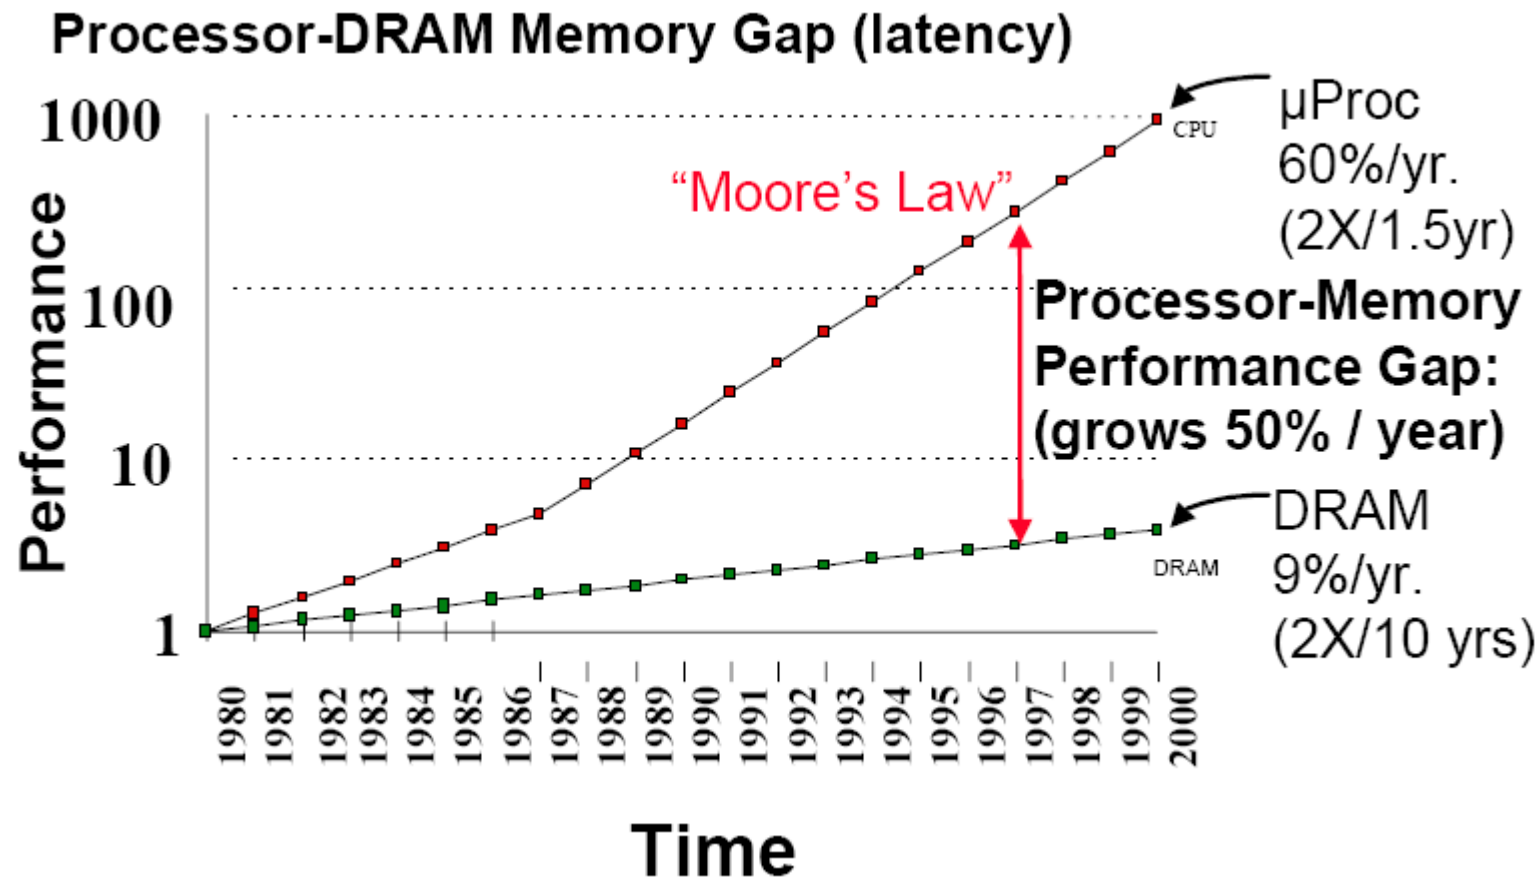 Processor-DRAM Memory Gap (latency)
1000
100
10
1
Performance
“Moore’s Law”
CPU
µProc
60%/yr.
(2X/1.5yr)
Processor-Memory
Performance Gap:
(grows 50% / year)
DRAM
DRAM
9%/yr.
(2X/10 yrs)
1980
1981
1982
1983
1984
1985
1986
1987
1988
1989
1990
1991
1992
1993
1994
1995
1996
1997
1998
1999
2000
Time